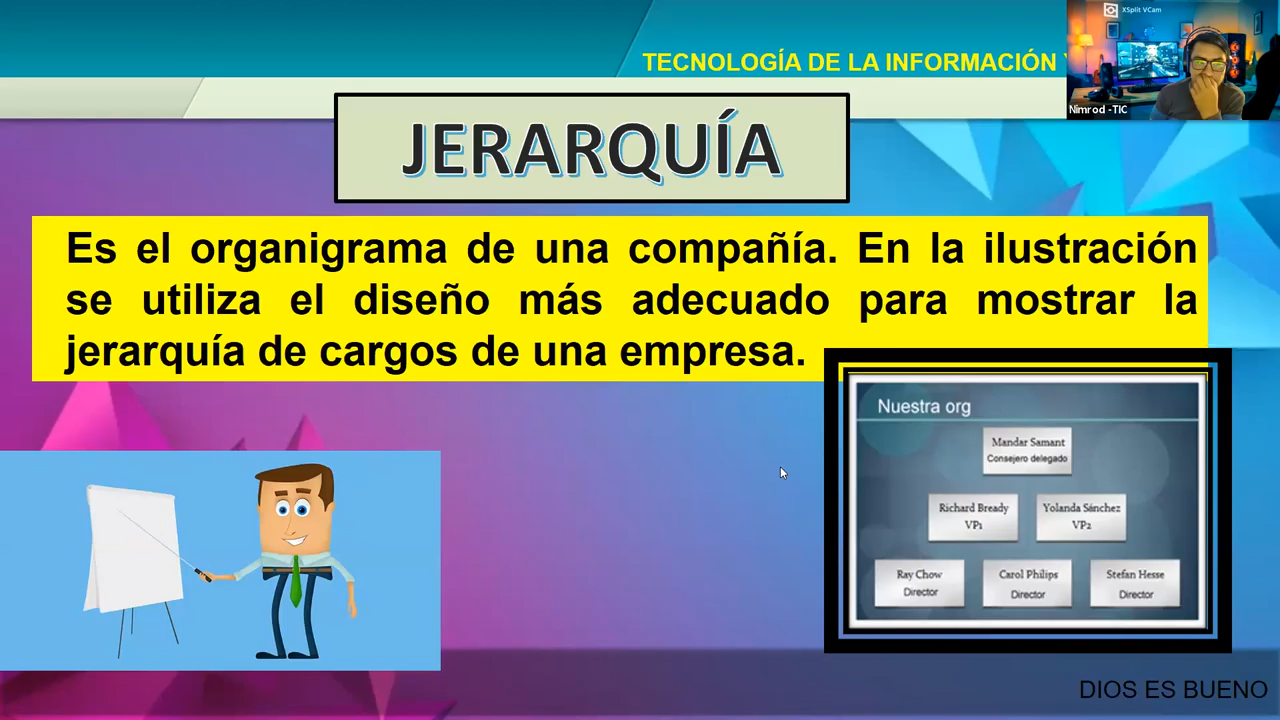 XSplit VCam
TECNOLOGÍA DE LA INFORMACIÓN
Nimrod -TIC
JERARQUÍA
Es el organigrama de una compañía. En la ilustración
se utiliza el diseño más adecuado para mostrar la
jerarquía de cargos de una empresa.
Nuestra org
Mandar Samant
Consejero delegado
Richard Bready
VP1
Yolanda Sánchez
VP2
Ray Chow
Director
Carol Philips
Director
Stefan Hesse
Director
DIOS ES BUENO